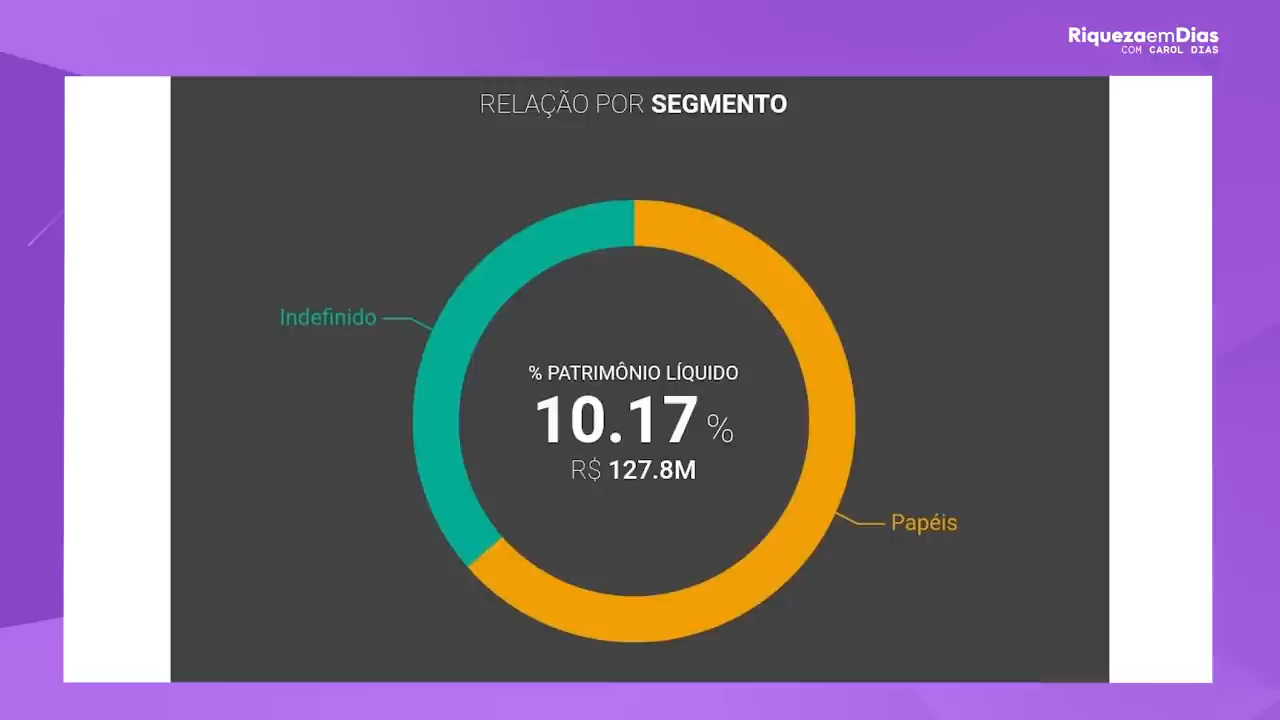 RiquezaemDias
COM CAROL DIAS
RELAÇÃO POR SEGMENTO
Indefinido
% PATRIMÔNIO LÍQUIDO
10.17 %
R$ 127.8M
Papéis